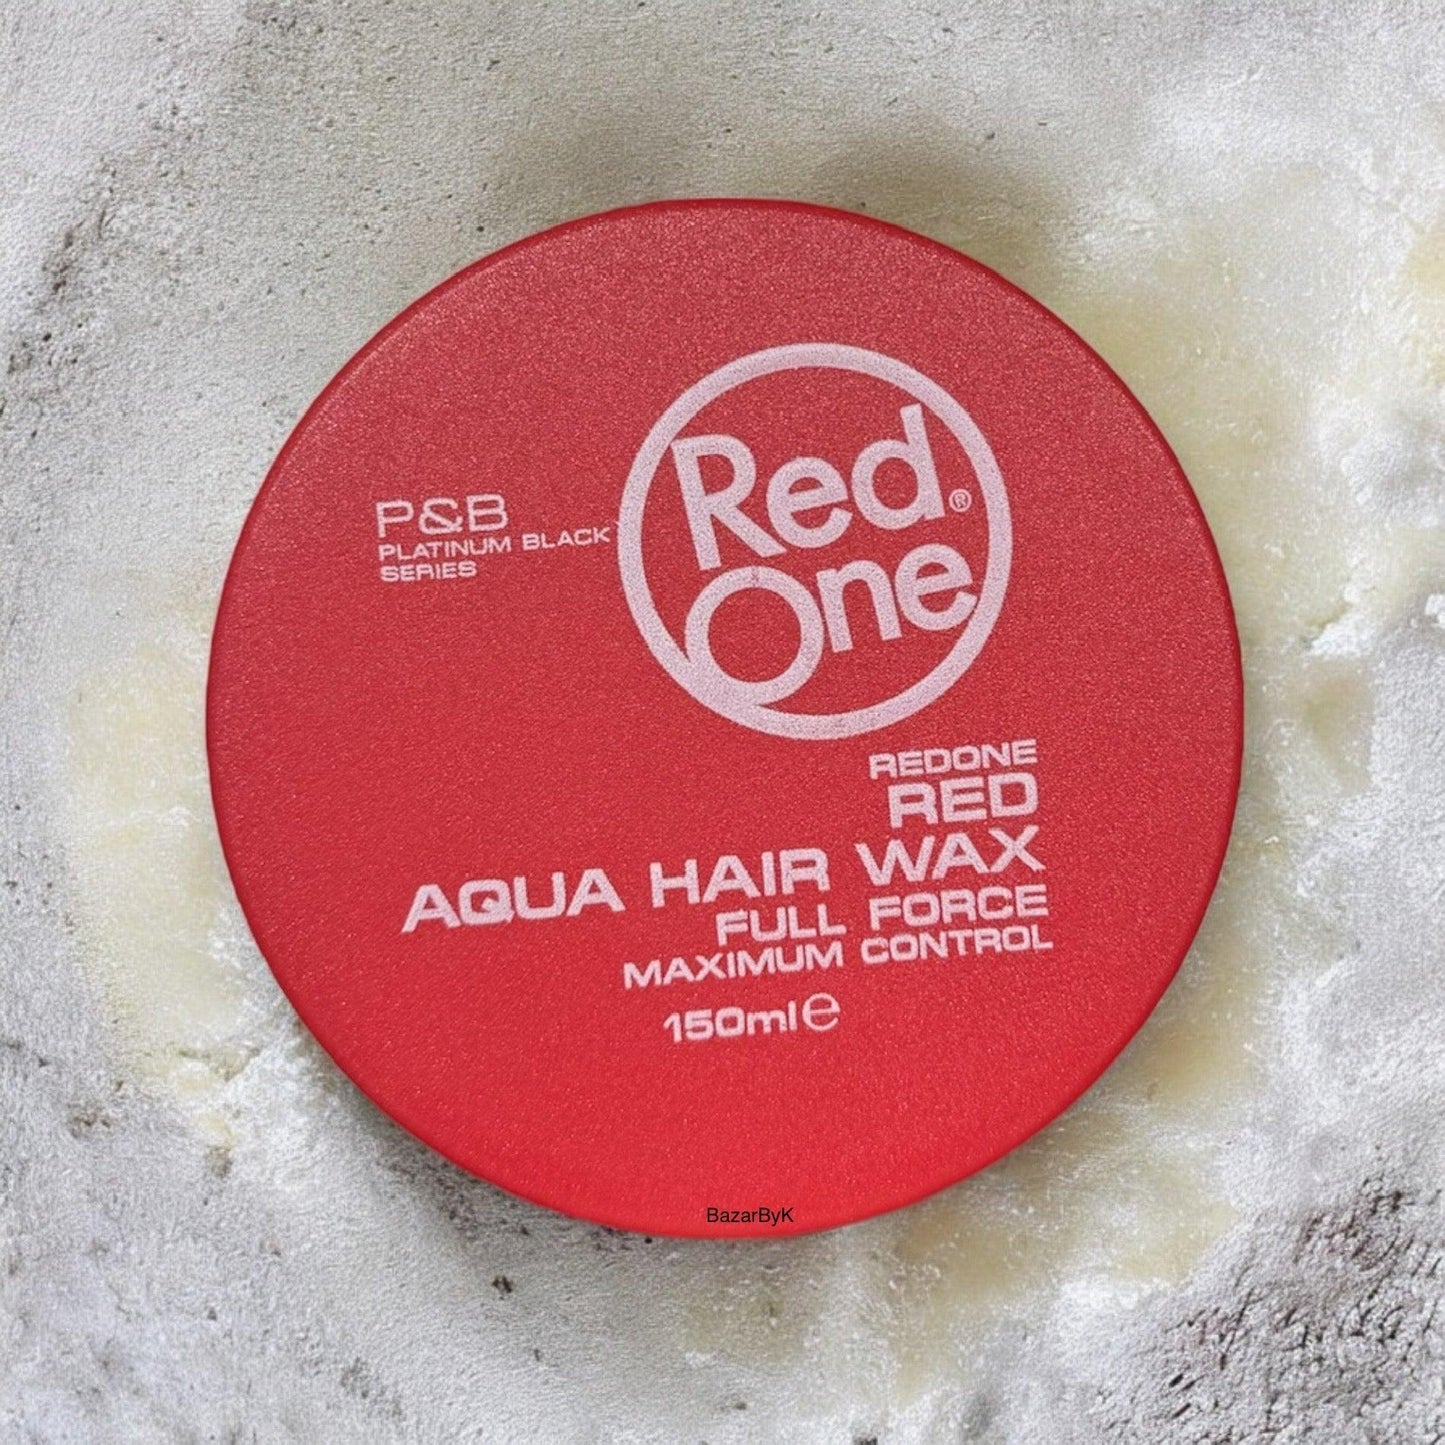 P&B
PLATINUM BLACK
SERIES
Red
One
®
REDONE
RED
AQUA HAIR WAX
FULL FORCE
MAXIMUM CONTROL
150ml e
BazarByK